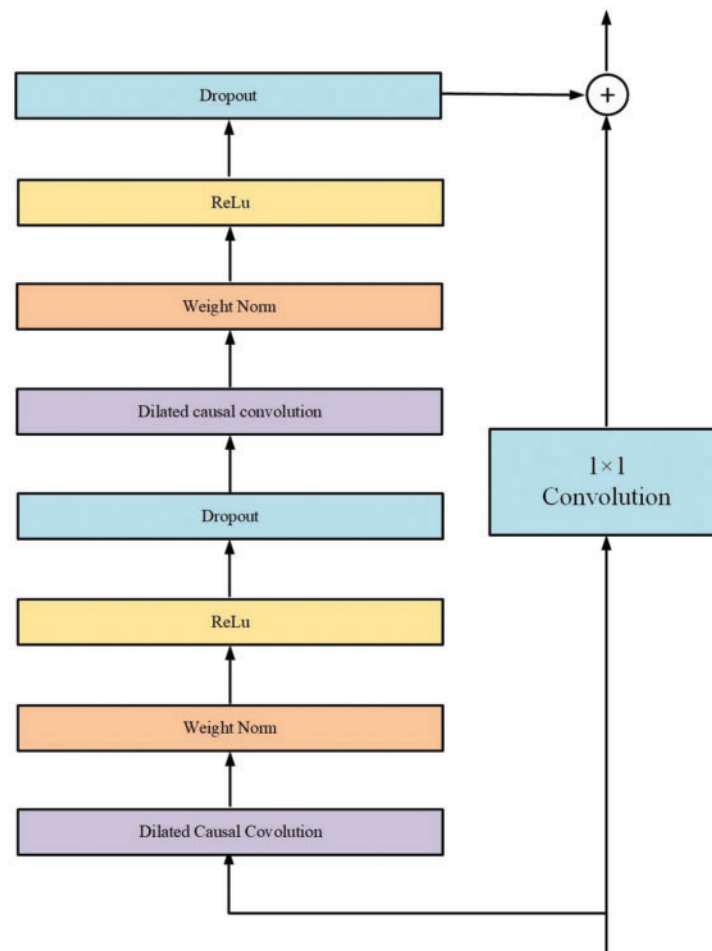 Dropout
+
ReLu
Weight Norm
Dilated causal convolution
1×1
Convolution
Dropout
ReLu
Weight Norm
Dilated Causal Covolution